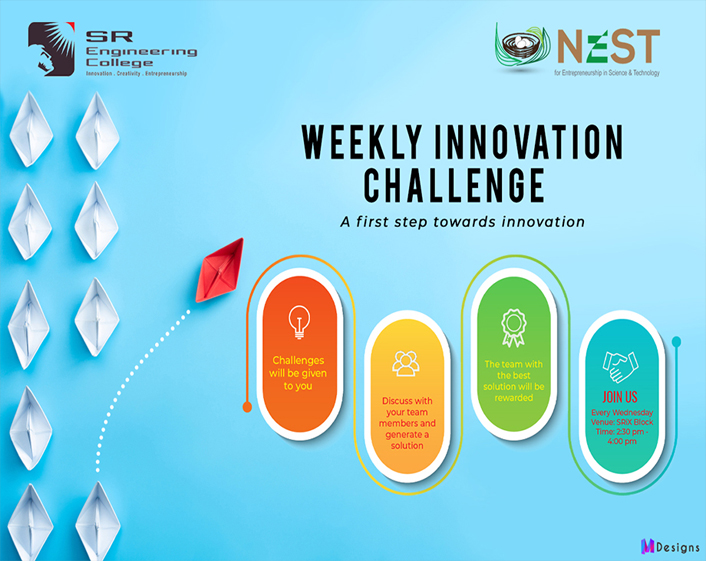 SR
Engineering
College
Innovation . Creativity . Entrepreneurship
NEST
for Entrepreneurship in Science & Technology
WEEKLY INNOVATION
CHALLENGE
A first step towards innovation
Challenges
will be given
to you
Discuss with
your team
members and
generate a
solution
The team with
the best
solution will be
rewarded
JOIN US
Every Wednesday
Venue: SRiX Block
Time: 2:30 pm -
4:00 pm
M Designs